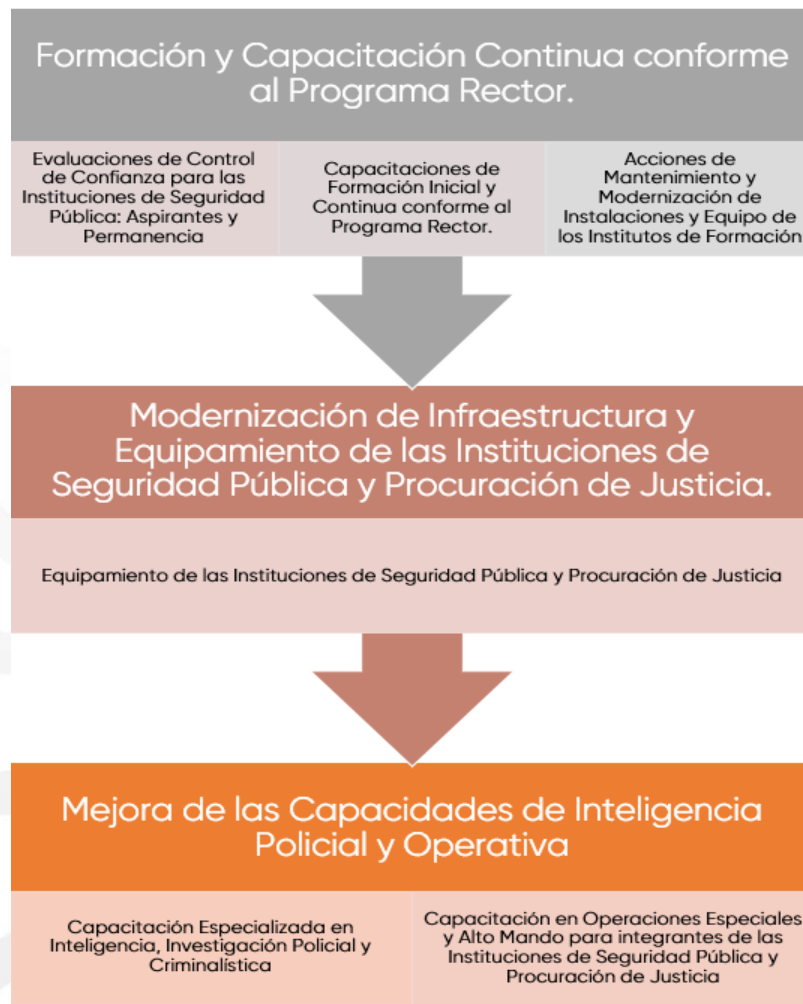 Formación y Capacitación Continua conforme
al Programa Rector.
Evaluaciones de Control
de Confianza para las
Instituciones de Seguridad
Pública: Aspirantes y
Permanencia
Capacitaciones de
Formación Inicial y
Continua conforme al
Programa Rector.
Acciones de
Mantenimiento y
Modernización de
Instalaciones y Equipo de
los Institutos de Formación
Modernización de Infraestructura y
Equipamiento de las Instituciones de
Seguridad Pública y Procuración de Justicia.
Equipamiento de las Instituciones de Seguridad Pública y Procuración de Justicia
Mejora de las Capacidades de Inteligencia
Policial y Operativa
Capacitación Especializada en
Inteligencia, Investigación Policial y
Criminalística
Capacitación en Operaciones Especiales
y Alto Mando para integrantes de las
Instituciones de Seguridad Pública y
Procuración de Justicia